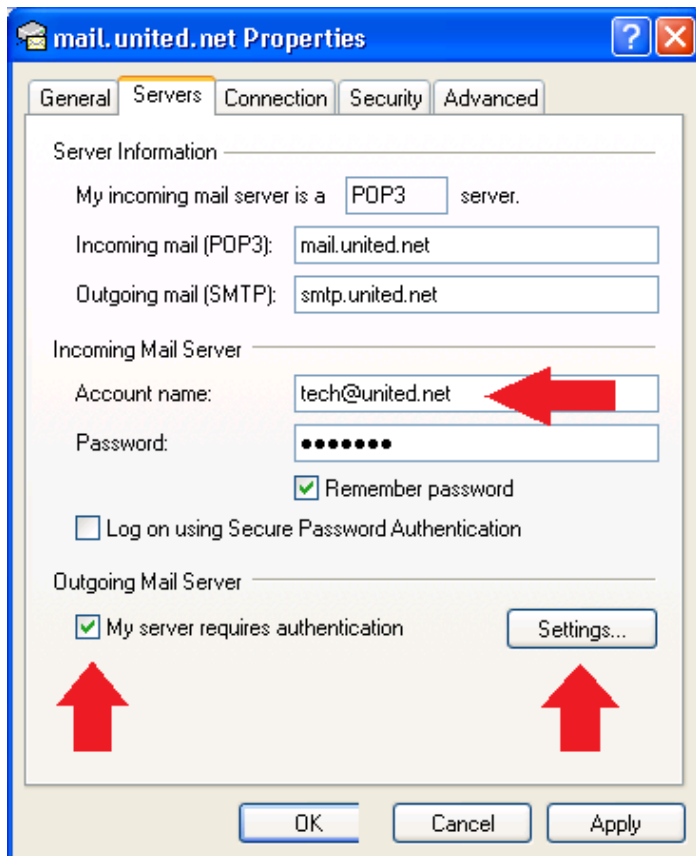 mail.united.net Properties
General Servers Connection Security Advanced
Server Information
My incoming mail server is a POP3 server.
Incoming mail (POP3): mail.united.net
Outgoing mail (SMTP): smtp.united.net
Incoming Mail Server
Account name: tech@united.net
Password: ●●●●●●●
Remember password
Log on using Secure Password Authentication
Outgoing Mail Server
My server requires authentication Settings...
OK Cancel Apply